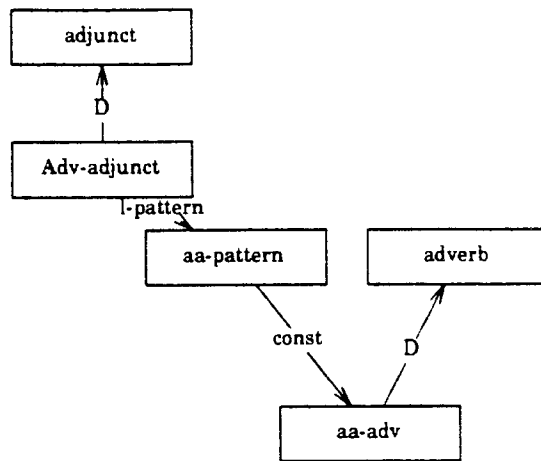 adjunct
D
Adv-adjunct
l-pattern
aa-pattern
adverb
const
D
aa-adv